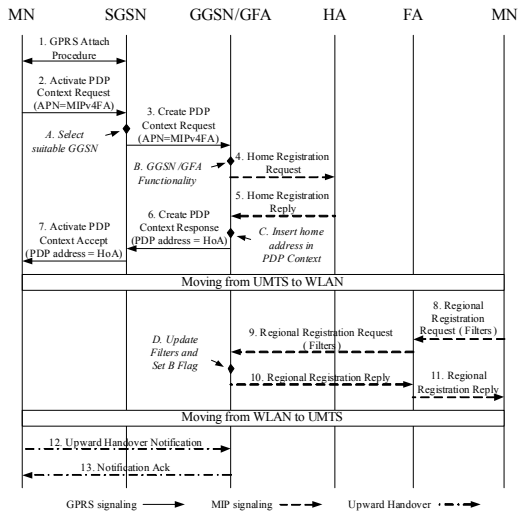 MN SGSN GGSN/GFA HA FA MN
1. GPRS Attach
Procedure
2. Activate PDP
Context Request
(APN=MIPv4FA)
3. Create PDP
Context Request
(APN=MIPv4FA)
A. Select
suitable GGSN
B. GGSN/GFA
Functionality
4. Home Registration
Request
5. Home Registration
Reply
6. Create PDP
Context Response
(PDP address = HoA)
7. Activate PDP
Context Accept
(PDP address = HoA)
C. Insert home
address in
PDP Context
Moving from UMTS to WLAN
8. Regional
Registration
Request (Filters)
9. Regional Registration Request
(Filters)
D. Update
Filters and
Set B Flag
10. Regional Registration Reply
11. Regional
Registration Reply
Moving from WLAN to UMTS
12. Upward Handover Notification
13. Notification Ack
GPRS signaling MIP signaling Upward Handover